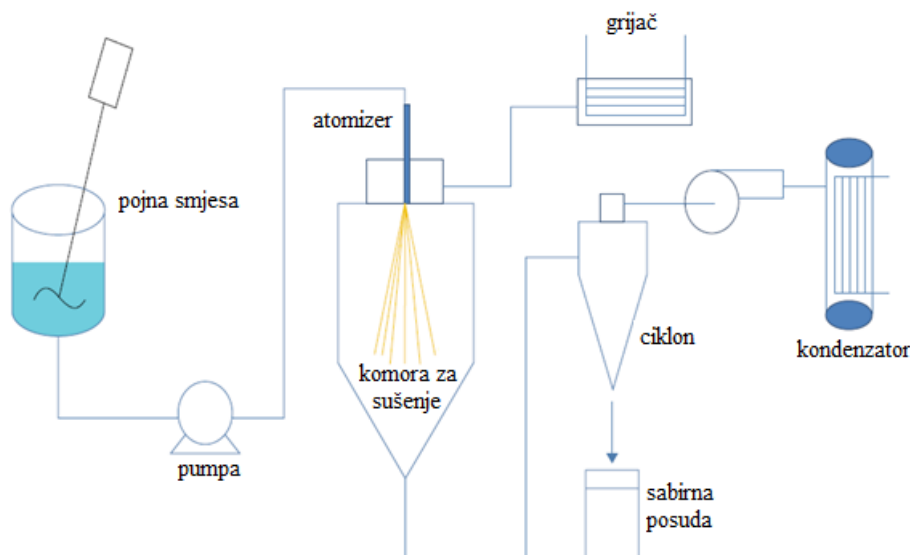 grijač
atomizer
pojna smjesa
ciklon
kondenzator
komora za
sušenje
pumpa
sabirna
posuda